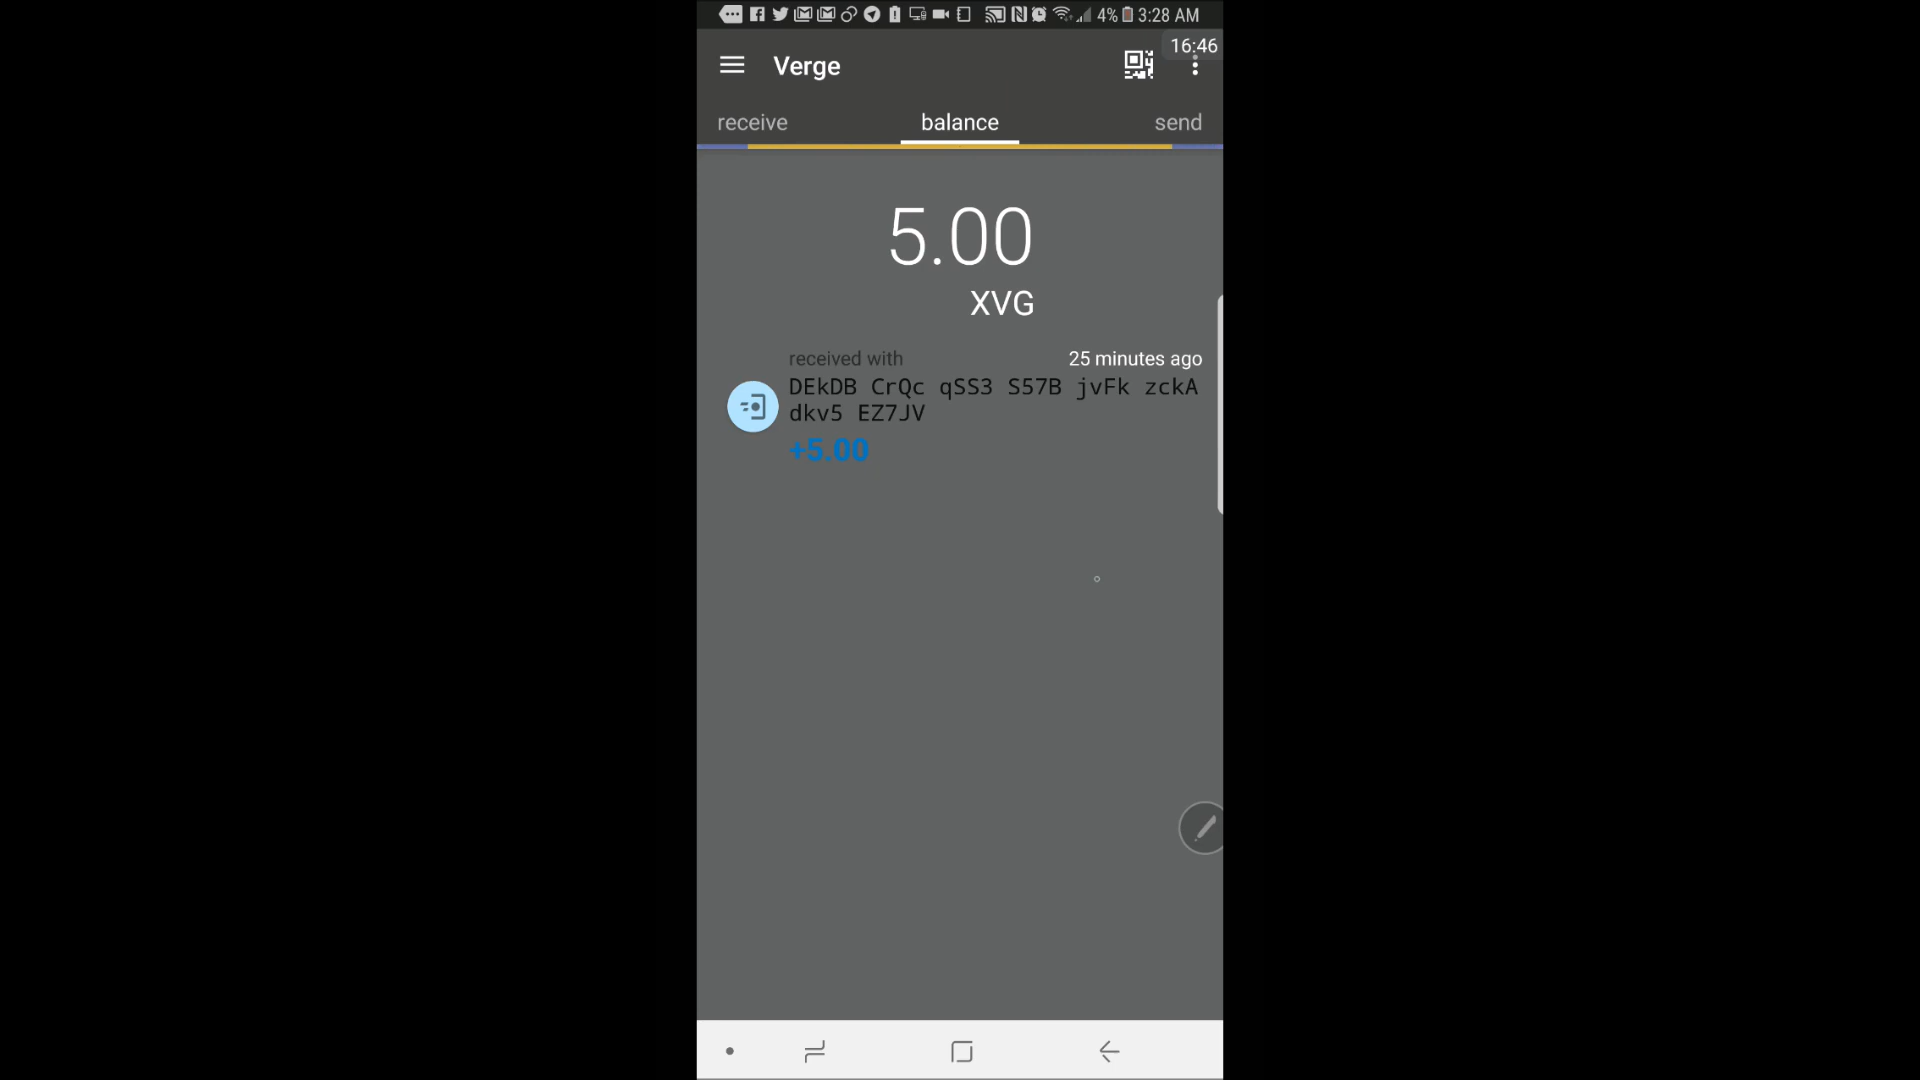 4% 3:28 AM
16:46
Verge
receive balance send
5.00
XVG
received with 25 minutes ago
DEkDB CrQc qSS3 S57B jvFk zckA
dkv5 EZ7JV
+5.00